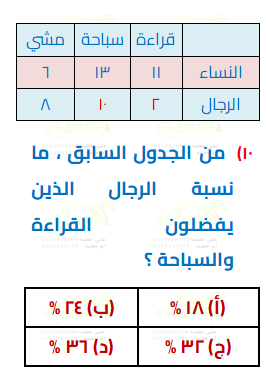 قراءة سباحة مشي
النساء ١١ ١٣ ٦
الرجال ٢ ١٠ ٨
١٠) من الجدول السابق ، ما
نسبة الرجال الذين
يفضلون القراءة
والسباحة ؟
(أ) ١٨ % (ب) ٢٤ %
(ج) ٣٢ % (د) ٣٦ %